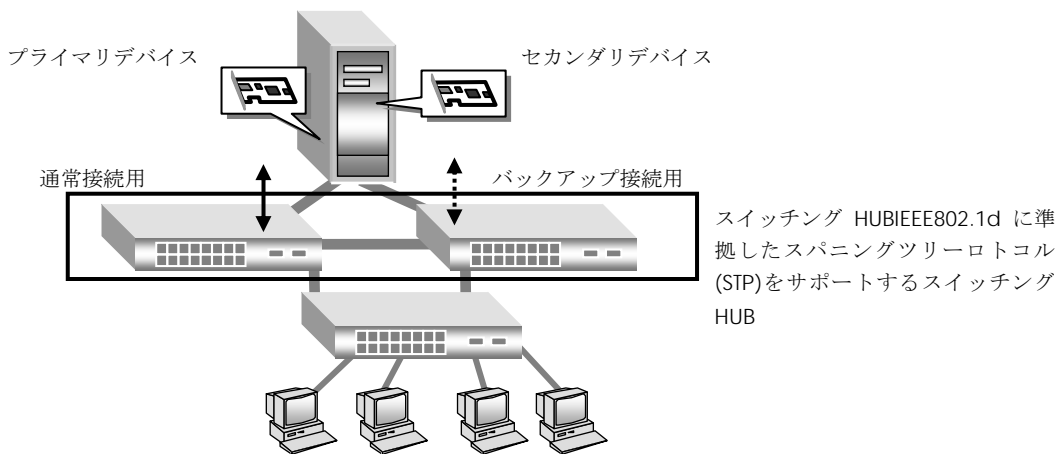 プライマリデバイス
セカンダリデバイス
通常接続用
バックアップ接続用
スイッチング HUBIEEE802.1d に準
拠したスパニングツリーロトコル
(STP)をサポートするスイッチング
HUB